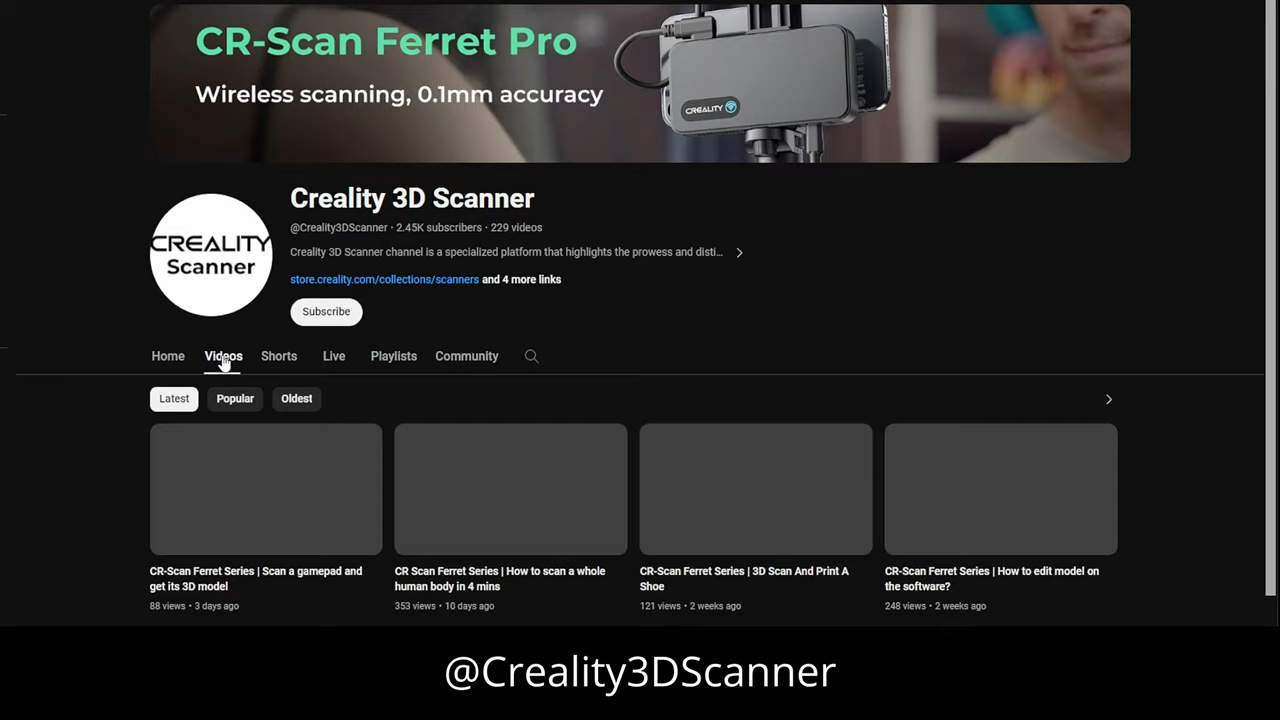 CR-Scan Ferret Pro
Wireless scanning, 0.1mm accuracy
CREALITY
Creality 3D Scanner
@Creality3DScanner · 2.45K subscribers · 229 videos
Creality 3D Scanner channel is a specialized platform that highlights the prowess and disti...
store.creality.com/collections/scanners and 4 more links
CREALITY
Scanner
Subscribe
Home Videos Shorts Live Playlists Community
Latest Popular Oldest
CR-Scan Ferret Series | Scan a gamepad and
get its 3D model
88 views • 3 days ago
CR Scan Ferret Series | How to scan a whole
human body in 4 mins
353 views • 10 days ago
CR-Scan Ferret Series | 3D Scan And Print A
Shoe
121 views • 2 weeks ago
CR-Scan Ferret Series | How to edit model on
the software?
248 views • 2 weeks ago
@Creality3DScanner